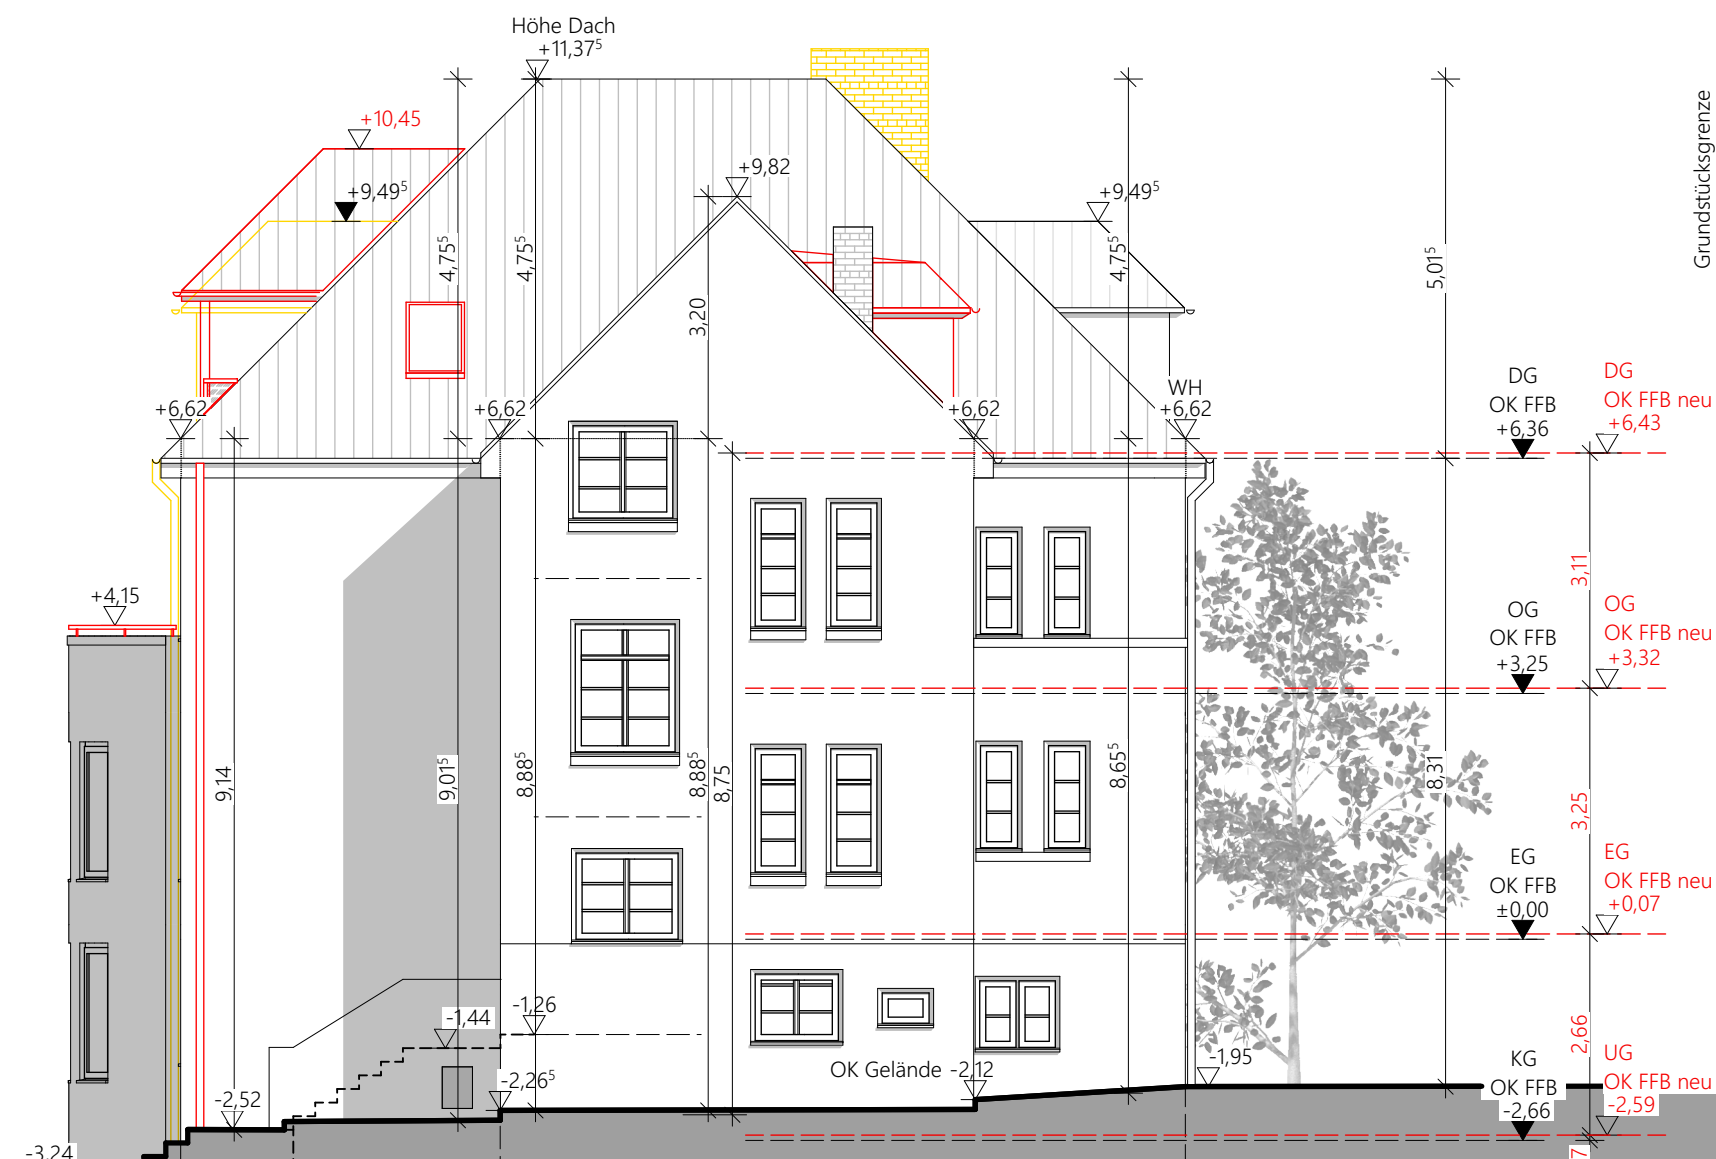 Höhe Dach
+11,37⁵
+10,45
+9,49⁵
+9,82
+9,49⁵
Grundstücksgrenze
4,75⁵
4,75⁵
3,20
4,75⁵
5,01⁵
+6,62
+6,62
+6,62
WH
+6,62
DG
OK FFB
+6,36
DG
OK FFB neu
+6,43
+4,15
3,11
OG
OK FFB
+3,25
OG
OK FFB neu
+3,32
9,14
9,01⁵
8,88⁵
8,88⁵
8,75
8,65⁵
8,31
3,25
EG
OK FFB
±0,00
EG
OK FFB neu
+0,07
-1,26
-1,44
-2,26⁵
OK Gelände -2,12
-1,95
2,66
KG
OK FFB
-2,66
UG
OK FFB neu
-2,59
-2,52
-3,24